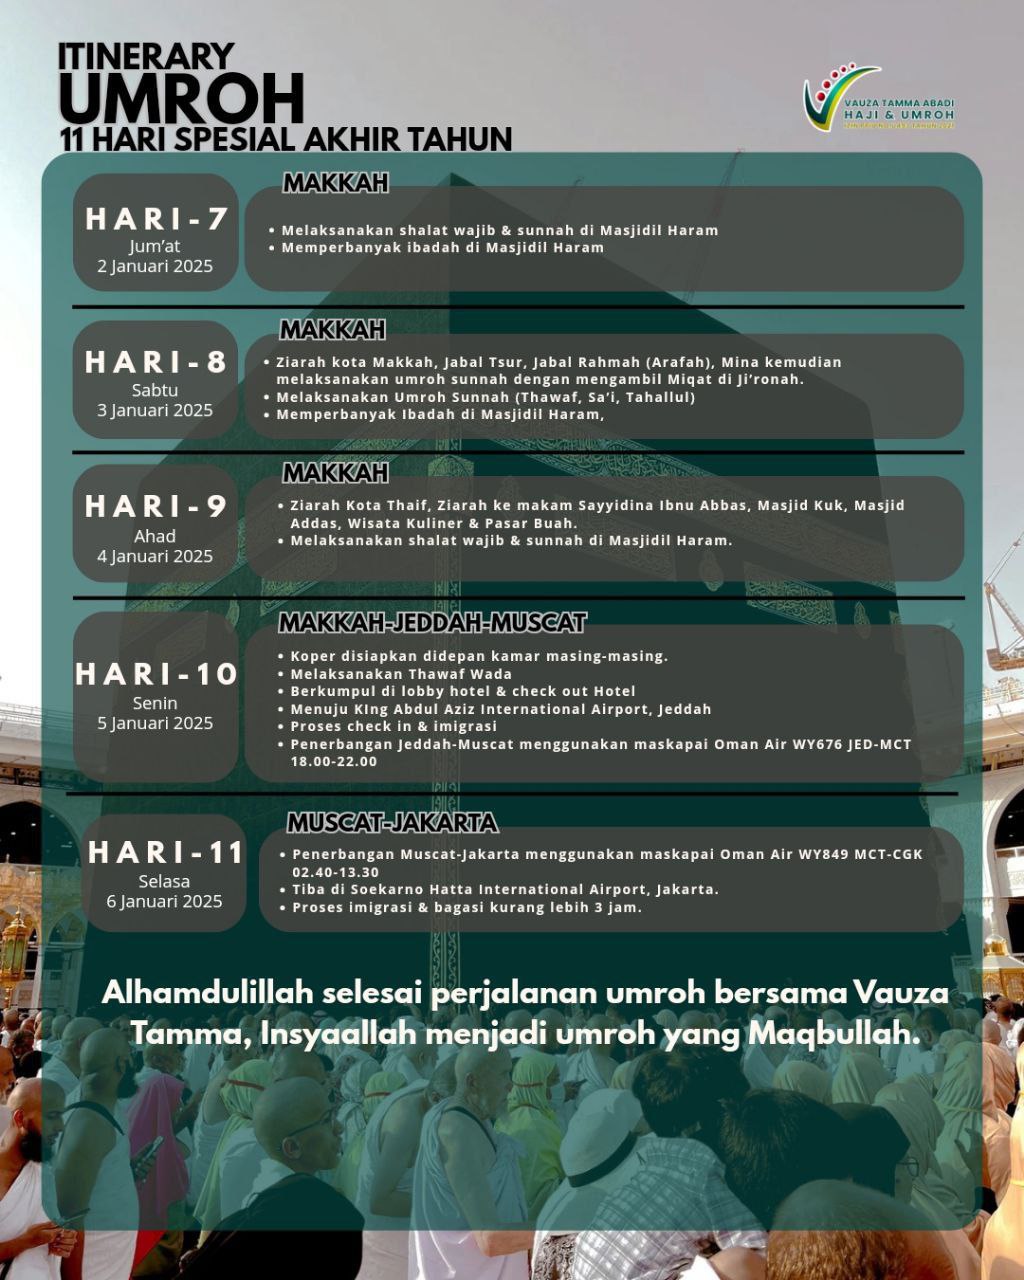 ITINERARY
UMROH
11 HARI SPESIAL AKHIR TAHUN
VAUZA TAMMA ABADI
HAJI & UMROH
MAKKAH
HARI-7
Jum'at
2 Januari 2025
• Melaksanakan shalat wajib & sunnah di Masjidil Haram
• Memperbanyak ibadah di Masjidil Haram
MAKKAH
HARI-8
Sabtu
3 Januari 2025
• Ziarah kota Makkah, Jabal Tsur, Jabal Rahmah (Arafah), Mina kemudian
melaksanakan umroh sunnah dengan mengambil Miqat di Ji'ronah.
• Melaksanakan Umroh Sunnah (Thawaf, Sa'i, Tahallul)
• Memperbanyak Ibadah di Masjidil Haram,
MAKKAH
HARI-9
Ahad
4 Januari 2025
• Ziarah Kota Thaif, Ziarah ke makam Sayyidina Ibnu Abbas, Masjid Kuk, Masjid
Addas, Wisata Kuliner & Pasar Buah.
• Melaksanakan shalat wajib & sunnah di Masjidil Haram.
MAKKAH-JEDDAH-MUSCAT
HARI-10
Senin
5 Januari 2025
• Koper disiapkan didepan kamar masing-masing.
• Melaksanakan Thawaf Wada
• Berkumpul di lobby hotel & check out Hotel
• Menuju KIng Abdul Aziz International Airport, Jeddah
• Proses check in & imigrasi
• Penerbangan Jeddah-Muscat menggunakan maskapai Oman Air WY676 JED-MCT
18.00-22.00
MUSCAT-JAKARTA
HARI-11
Selasa
6 Januari 2025
• Penerbangan Muscat-Jakarta menggunakan maskapai Oman Air WY849 MCT-CGK
02.40-13.30
• Tiba di Soekarno Hatta International Airport, Jakarta.
• Proses imigrasi & bagasi kurang lebih 3 jam.
Alhamdulillah selesai perjalanan umroh bersama Vauza
Tamma, Insyaallah menjadi umroh yang Maqbullah.